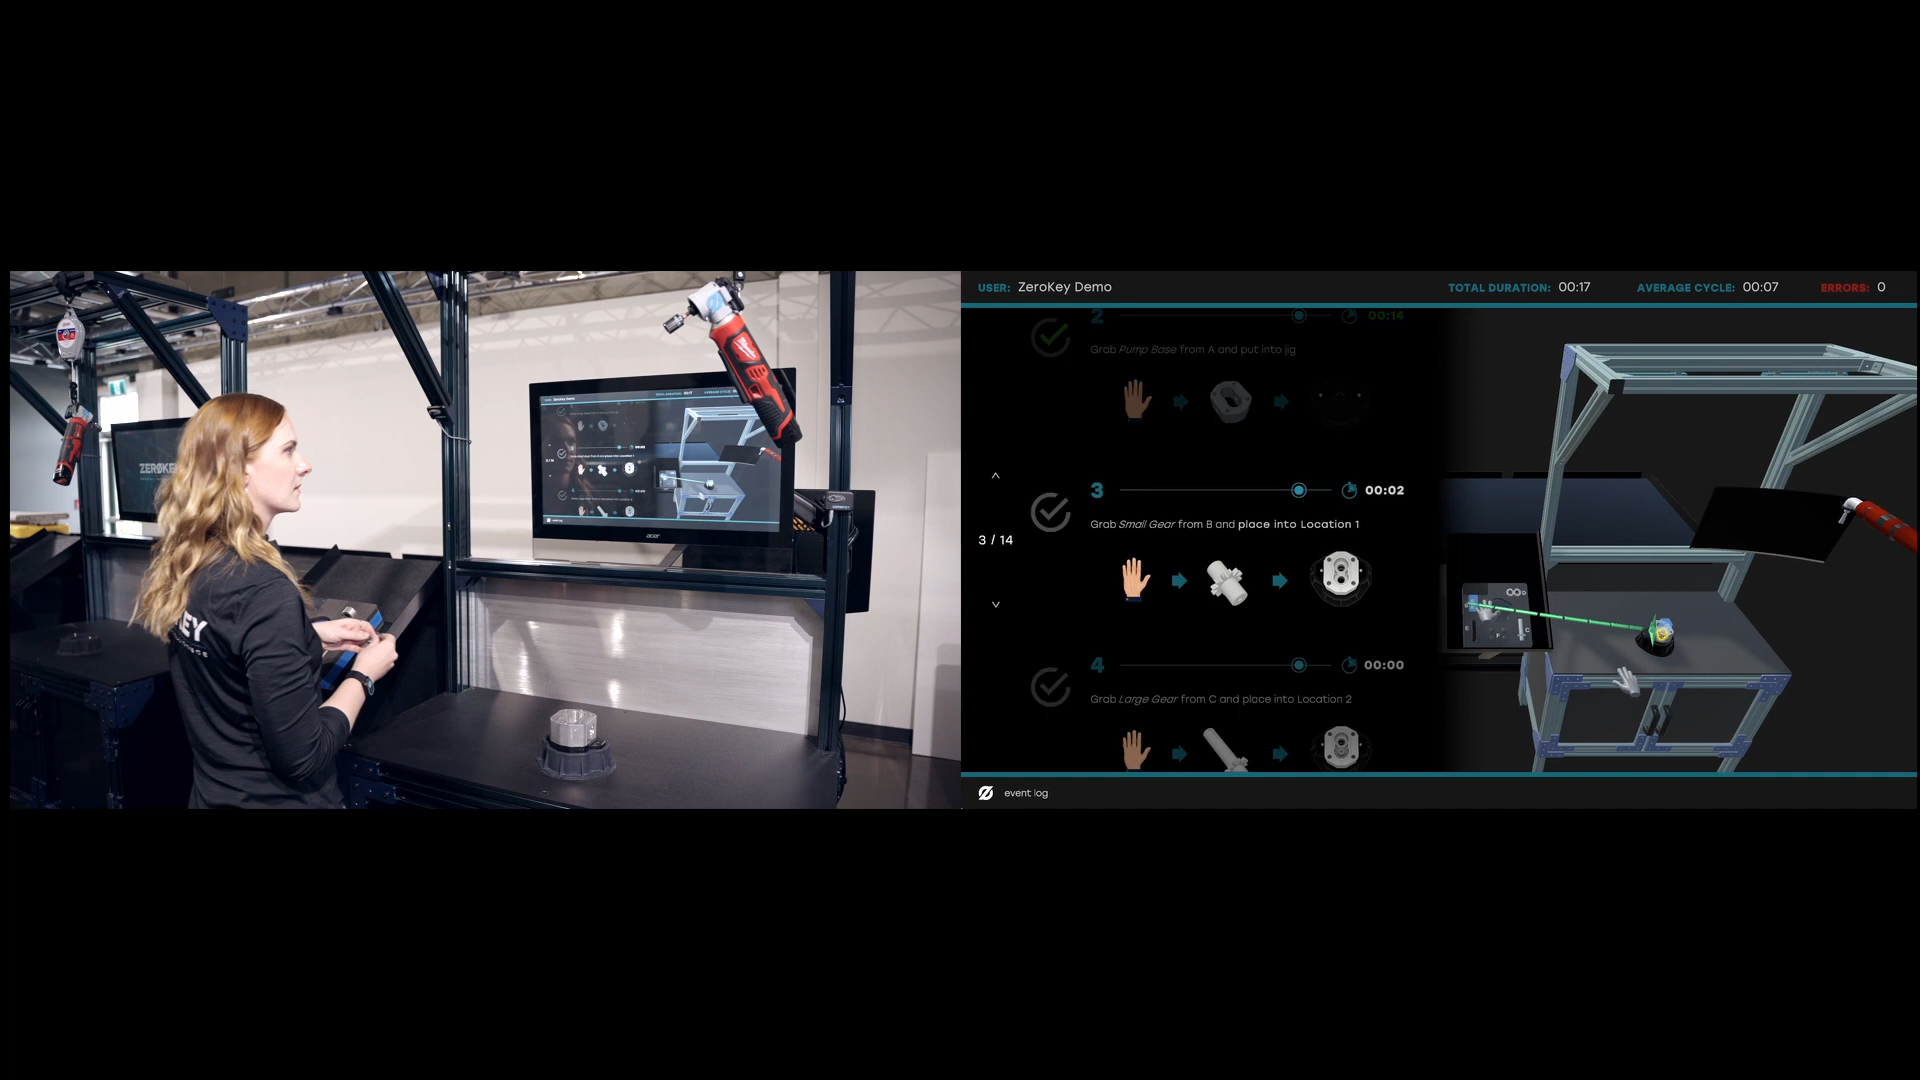 ZERØKE
EY
acer
USER: ZeroKey Demo
TOTAL DURATION: 00:17
AVERAGE CYCLE: 00:07
ERRORS: 0
2
00:14
Grab Pump Base from A and put into jig
3
00:02
Grab Small Gear from B and place into Location 1
3 / 14
4
00:00
Grab Large Gear from C and place into Location 2
event log